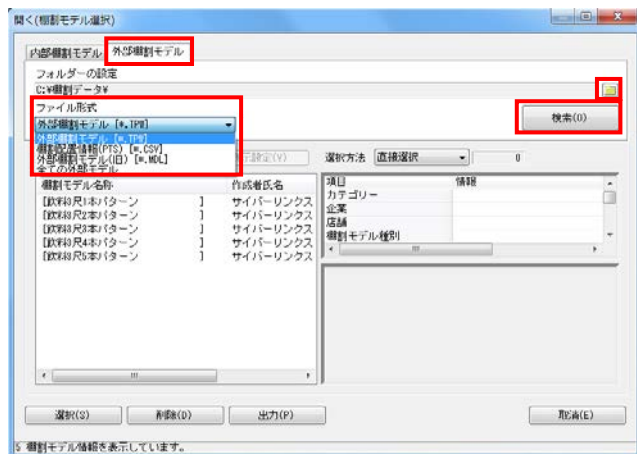 開く(棚割モデル選択)
内部棚割モデル 外部棚割モデル
フォルダーの設定
C:¥棚割データ¥
ファイル形式
外部棚割モデル [*.TPW]
検索(O)
外部棚割モデル [*.TPW]
棚割配置情報(PTS) [*.CSV]
外部棚割モデル(旧) [*.MDL]
全ての外部モデル
示設定(V) 選択方法 直接選択 0
棚割モデル名称 作成者氏名
[飲料3尺1本パターン ] サイバーリンクス
[飲料3尺2本パターン ] サイバーリンクス
[飲料3尺3本パターン ] サイバーリンクス
[飲料3尺4本パターン ] サイバーリンクス
[飲料3尺5本パターン ] サイバーリンクス
項目 情報
カテゴリー
企業
店舗
棚割モデル種別
選択(S) 削除(D) 出力(P) 取消(E)
5 棚割モデル情報を表示しています。